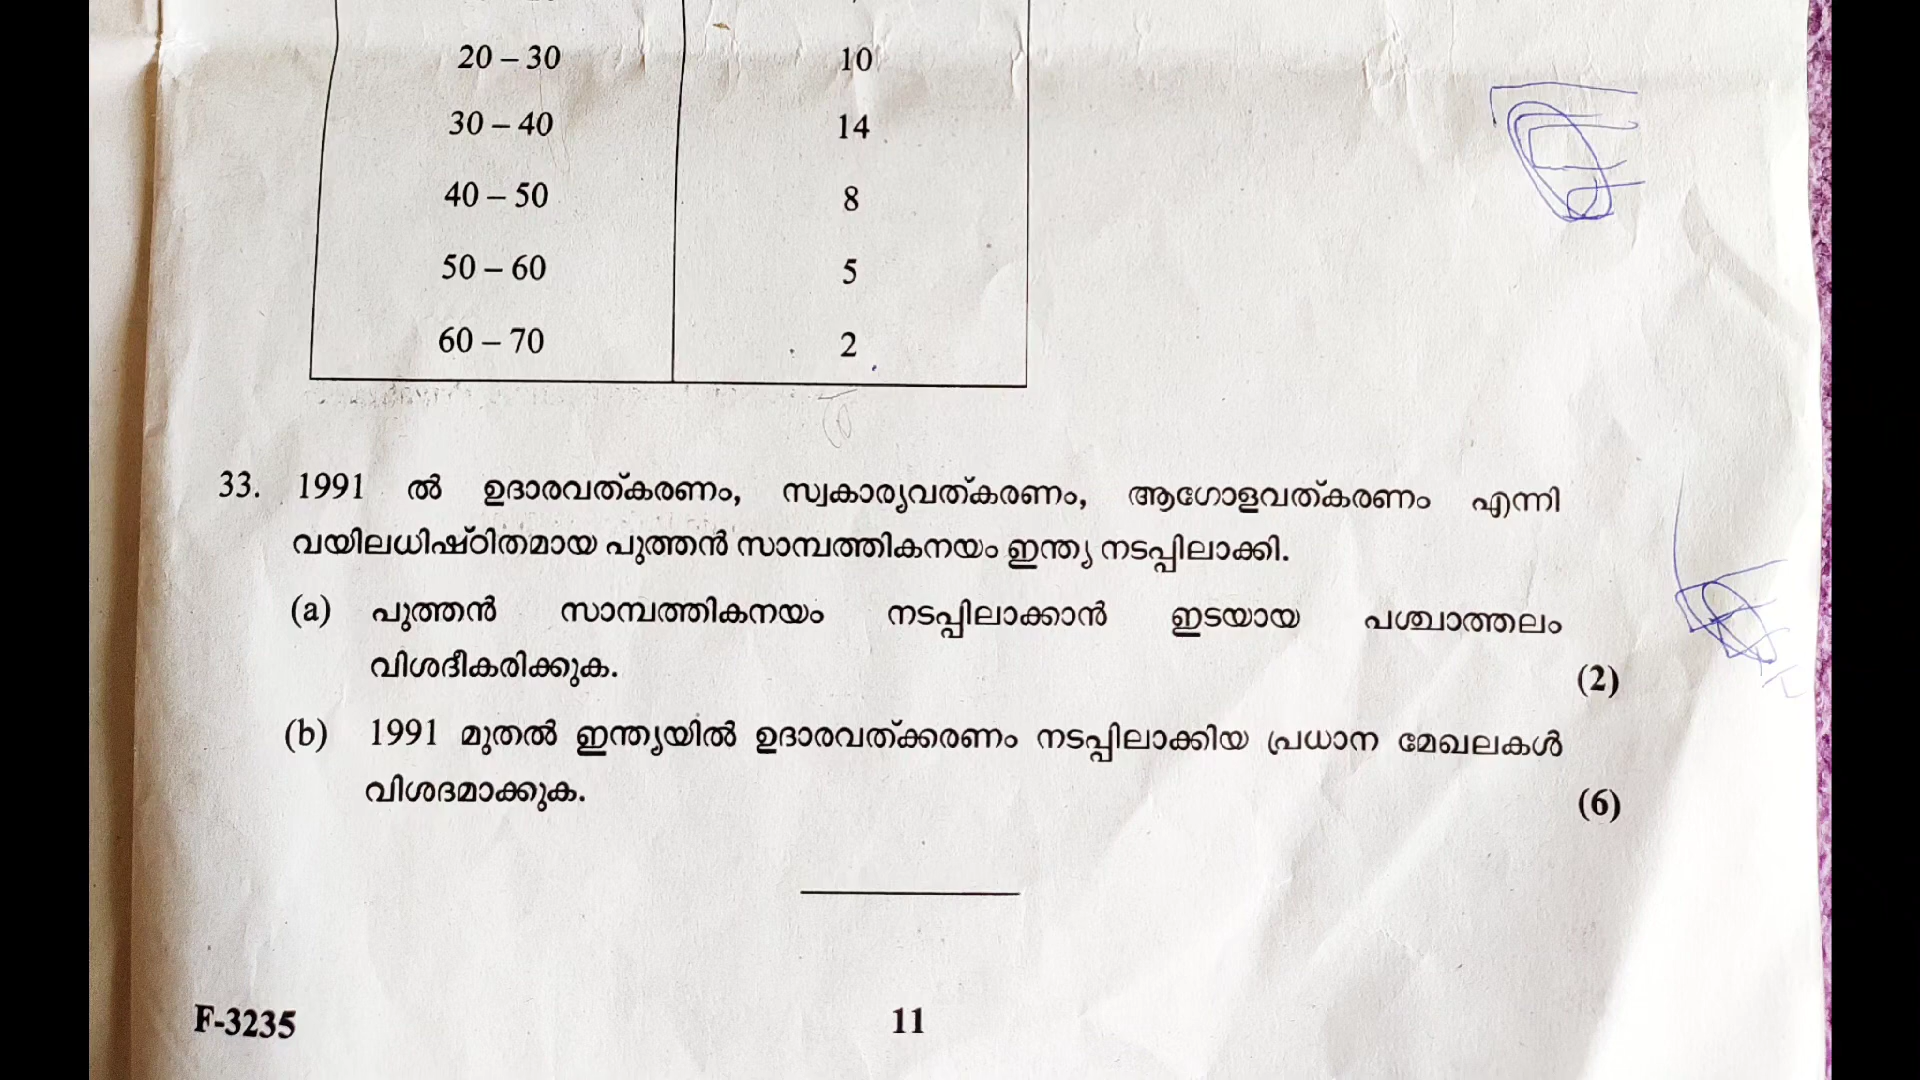 20 – 30 10
30 – 40 14
40 – 50 8
50 – 60 5
60 – 70 2
33. 1991 ൽ ഉദാരവത്കരണം, സ്വകാര്യവത്കരണം, ആഗോളവത്കരണം എന്നി
വയിലധിഷ്ഠിതമായ പുത്തൻ സാമ്പത്തികനയം ഇന്ത്യ നടപ്പിലാക്കി.
(a) പുത്തൻ സാമ്പത്തികനയം നടപ്പിലാക്കാൻ ഇടയായ പശ്ചാത്തലം
വിശദീകരിക്കുക. (2)
(b) 1991 മുതൽ ഇന്ത്യയിൽ ഉദാരവത്ക്കരണം നടപ്പിലാക്കിയ പ്രധാന മേഖലകൾ
വിശദമാക്കുക. (6)
F-3235 11